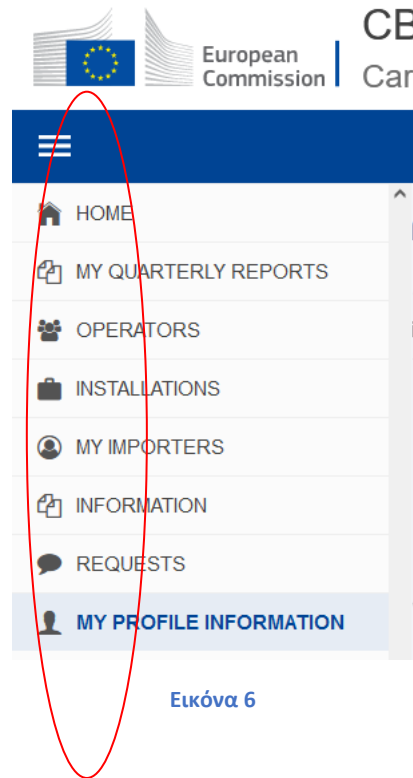 European
Commission
CB
Car
HOME
MY QUARTERLY REPORTS
OPERATORS
INSTALLATIONS
MY IMPORTERS
INFORMATION
REQUESTS
MY PROFILE INFORMATION
Εικόνα 6